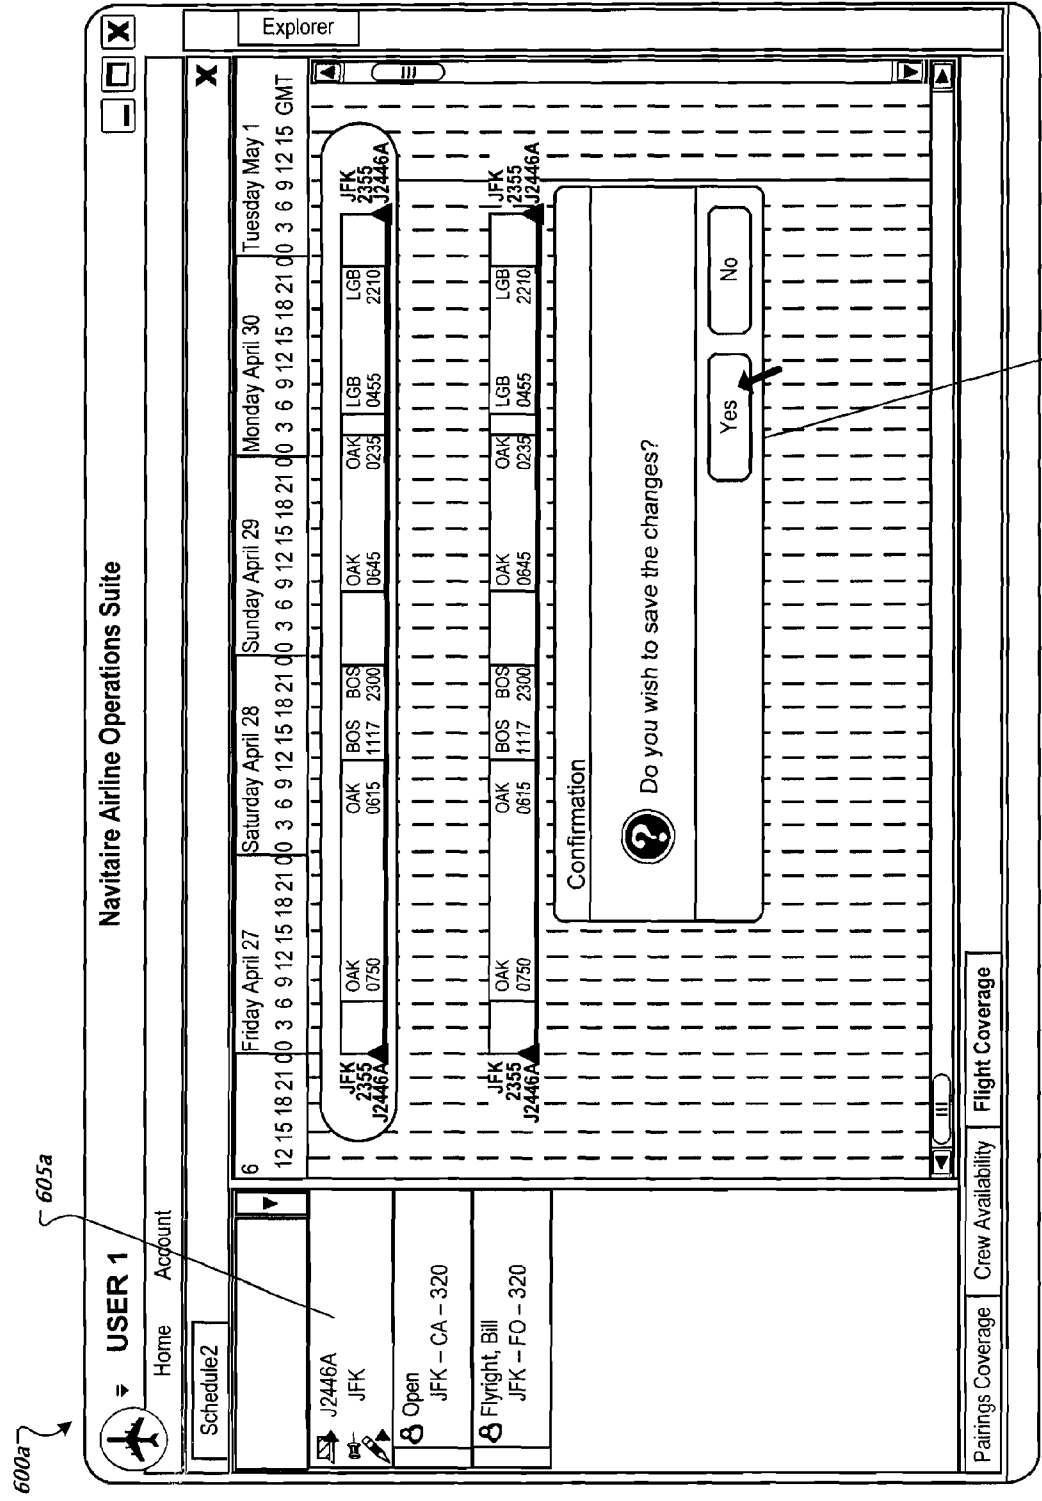 600a
605a
USER 1
Navitaire Airline Operations Suite
Home Account
Schedule2
Explorer
6 Friday April 27 Saturday April 28 Sunday April 29 Monday April 30 Tuesday May 1
12 15 18 21 00 3 6 9 12 15 18 21 00 3 6 9 12 15 18 21 00 3 6 9 12 15 18 21 00 3 6 9 12 15 18 21 00 3 6 9 12 15 GMT
J2446A
JFK
JFK OAK OAK BOS BOS OAK OAK LGB LGB JFK
2355 0750 0615 1117 2300 0645 0235 0455 2210 2355
J2446A J2446A
Open
JFK – CA – 320
Flyright, Bill
JFK – FO – 320
JFK OAK OAK BOS BOS OAK OAK LGB LGB JFK
2355 0750 0615 1117 2300 0645 0235 0455 2210 2355
J2446A J2446A
Confirmation
? Do you wish to save the changes?
Yes No
Pairings Coverage Crew Availability Flight Coverage